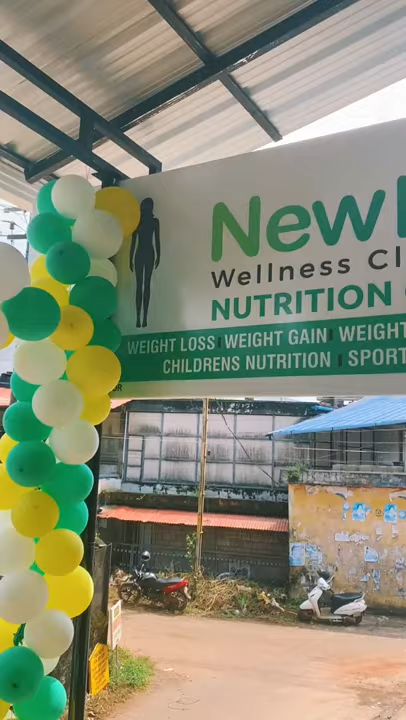 New
Wellness Cl
NUTRITION
WEIGHT LOSS WEIGHT GAIN WEIGHT
CHILDRENS NUTRITION SPORT